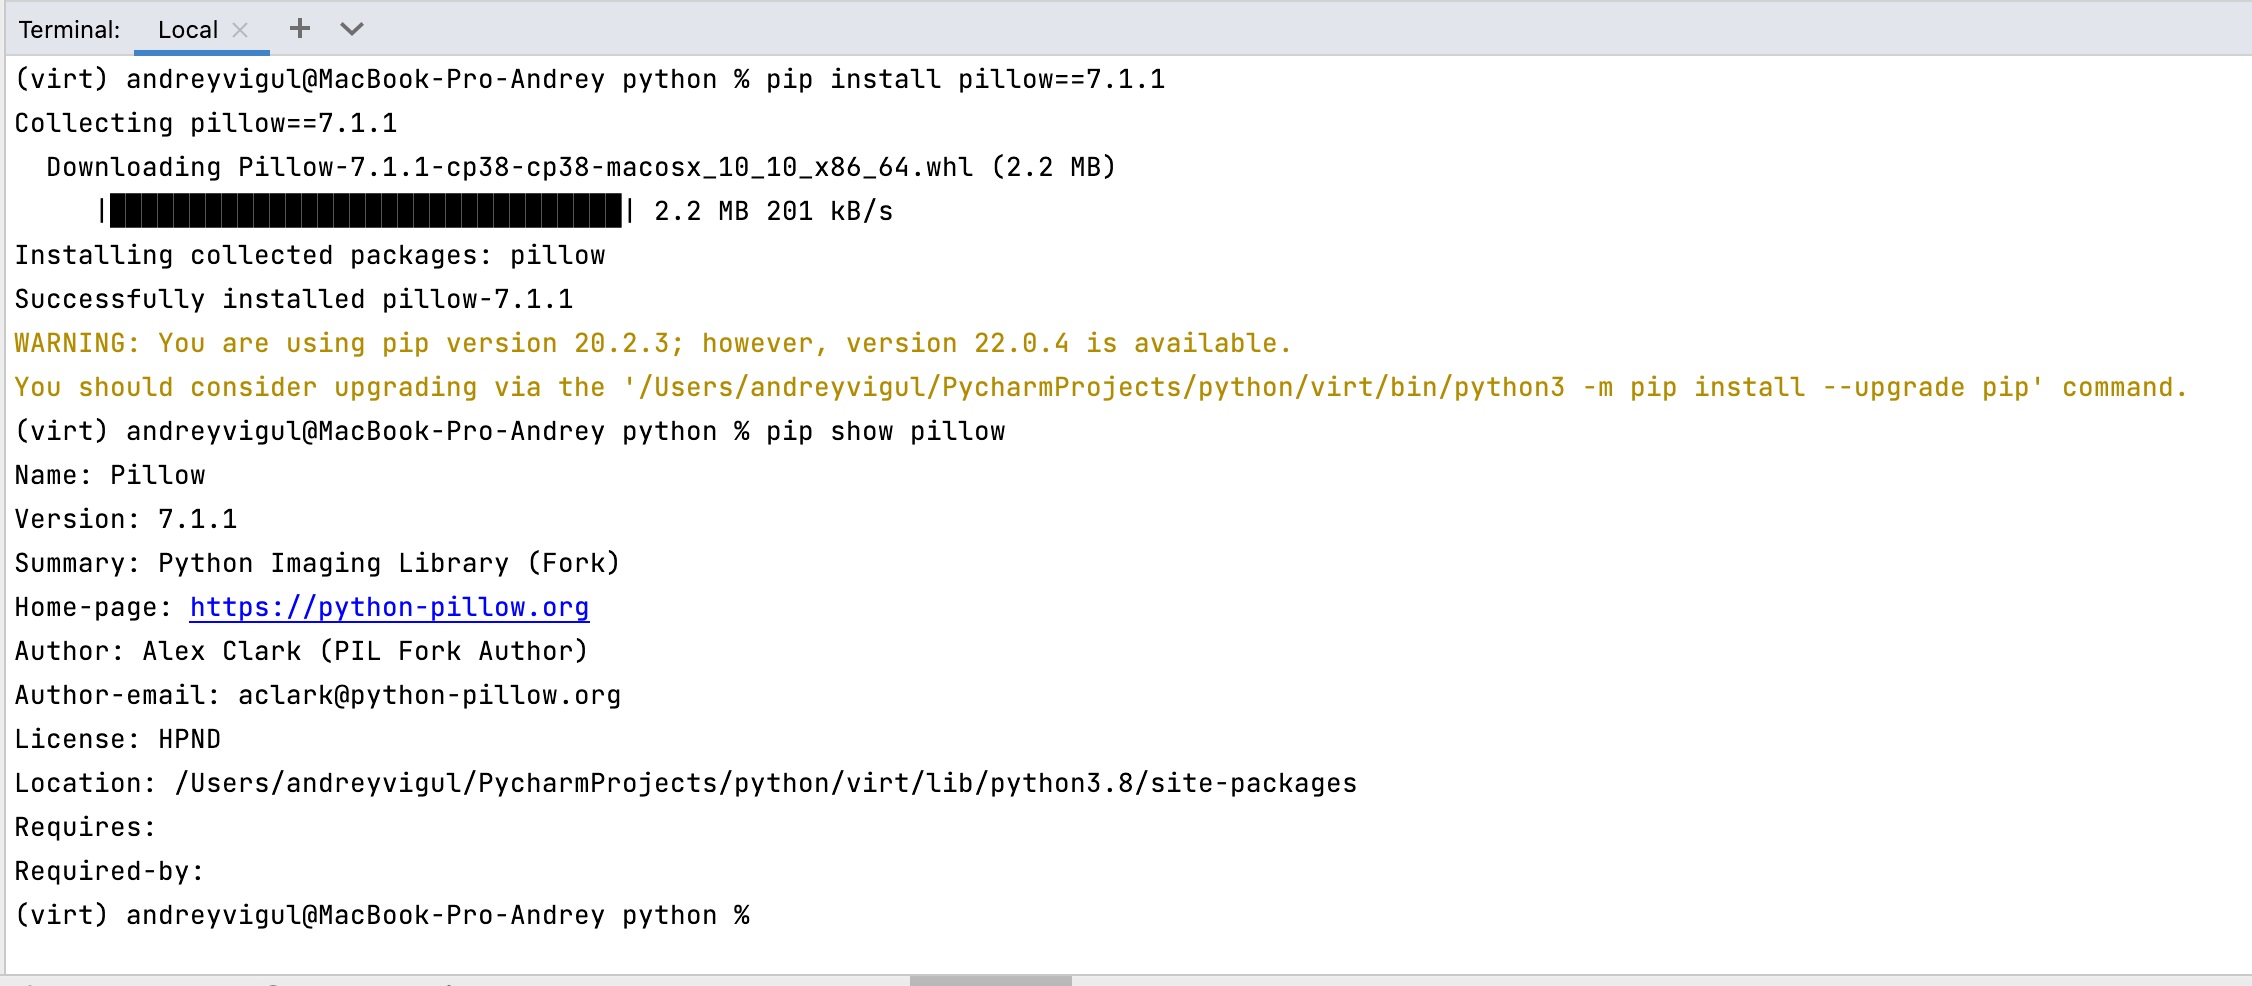 Terminal: Local
(virt) andreyvigul@MacBook-Pro-Andrey python % pip install pillow==7.1.1
Collecting pillow==7.1.1
  Downloading Pillow-7.1.1-cp38-cp38-macosx_10_10_x86_64.whl (2.2 MB)
     |████████████████████████████████| 2.2 MB 201 kB/s
Installing collected packages: pillow
Successfully installed pillow-7.1.1
WARNING: You are using pip version 20.2.3; however, version 22.0.4 is available.
You should consider upgrading via the '/Users/andreyvigul/PycharmProjects/python/virt/bin/python3 -m pip install --upgrade pip' command.
(virt) andreyvigul@MacBook-Pro-Andrey python % pip show pillow
Name: Pillow
Version: 7.1.1
Summary: Python Imaging Library (Fork)
Home-page: https://python-pillow.org
Author: Alex Clark (PIL Fork Author)
Author-email: aclark@python-pillow.org
License: HPND
Location: /Users/andreyvigul/PycharmProjects/python/virt/lib/python3.8/site-packages
Requires:
Required-by:
(virt) andreyvigul@MacBook-Pro-Andrey python %